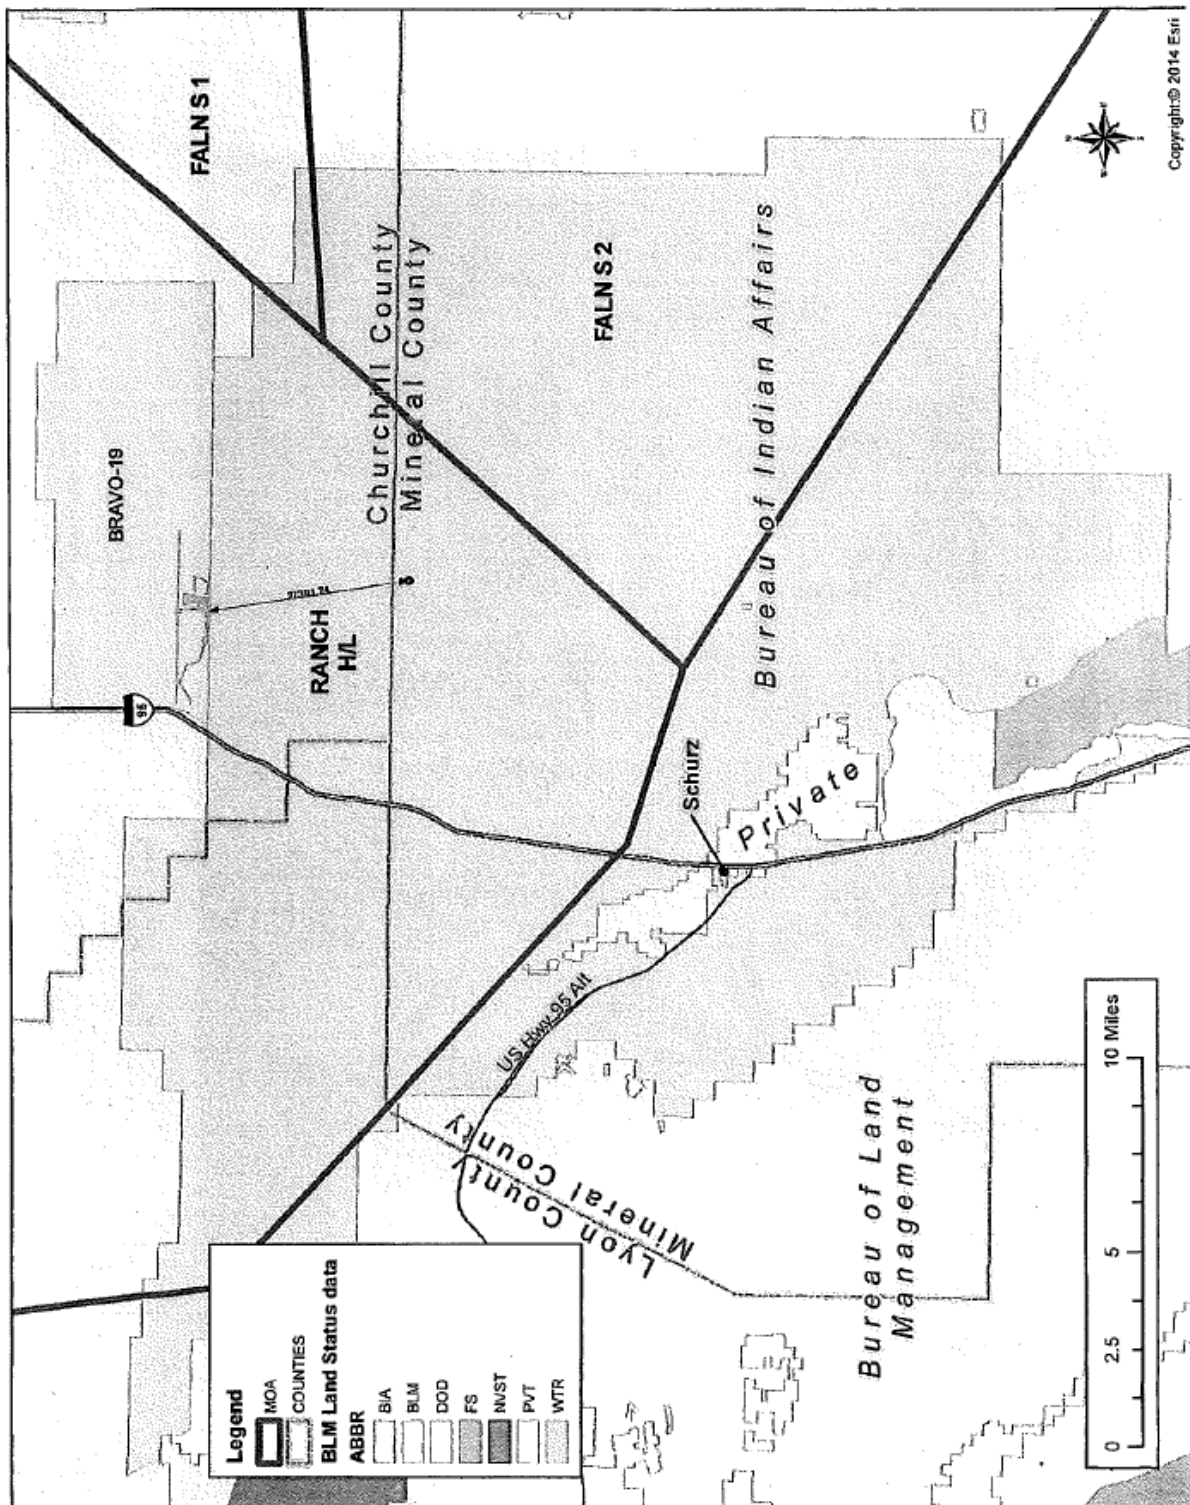 FALN S 1
BRAVO-19
95
RANCH
H/L
Churchill County
Mineral County
FALN S 2
Bureau of Indian Affairs
Schurz
Private
US Hwy 95 Alt
Lyon County
Mineral County
Bureau of Land
Management
Legend
MOA
COUNTIES
BLM Land Status data
ABBR
BIA
BLM
DOD
FS
NVST
PVT
WTR
0 2.5 5 10 Miles
Copyright:© 2014 Esri